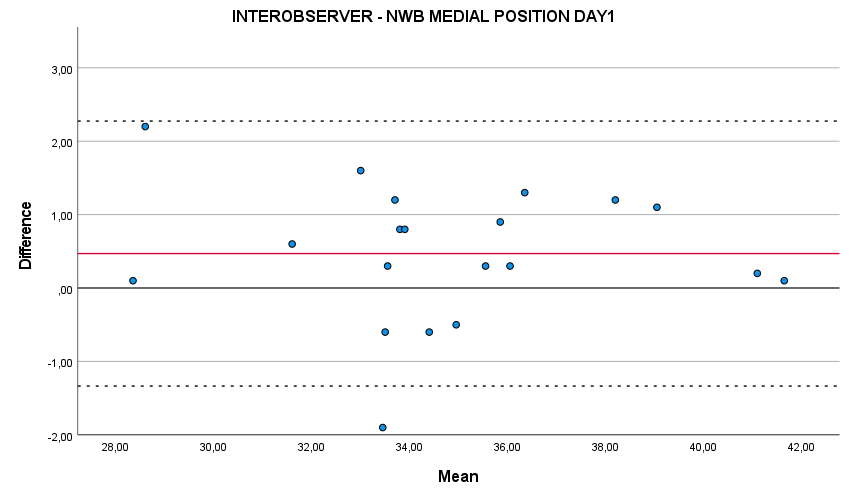 INTEROBSERVER - NWB MEDIAL POSITION DAY1
3,00
2,00
1,00
,00
-1,00
-2,00
Difference
28,00 30,00 32,00 34,00 36,00 38,00 40,00 42,00
Mean